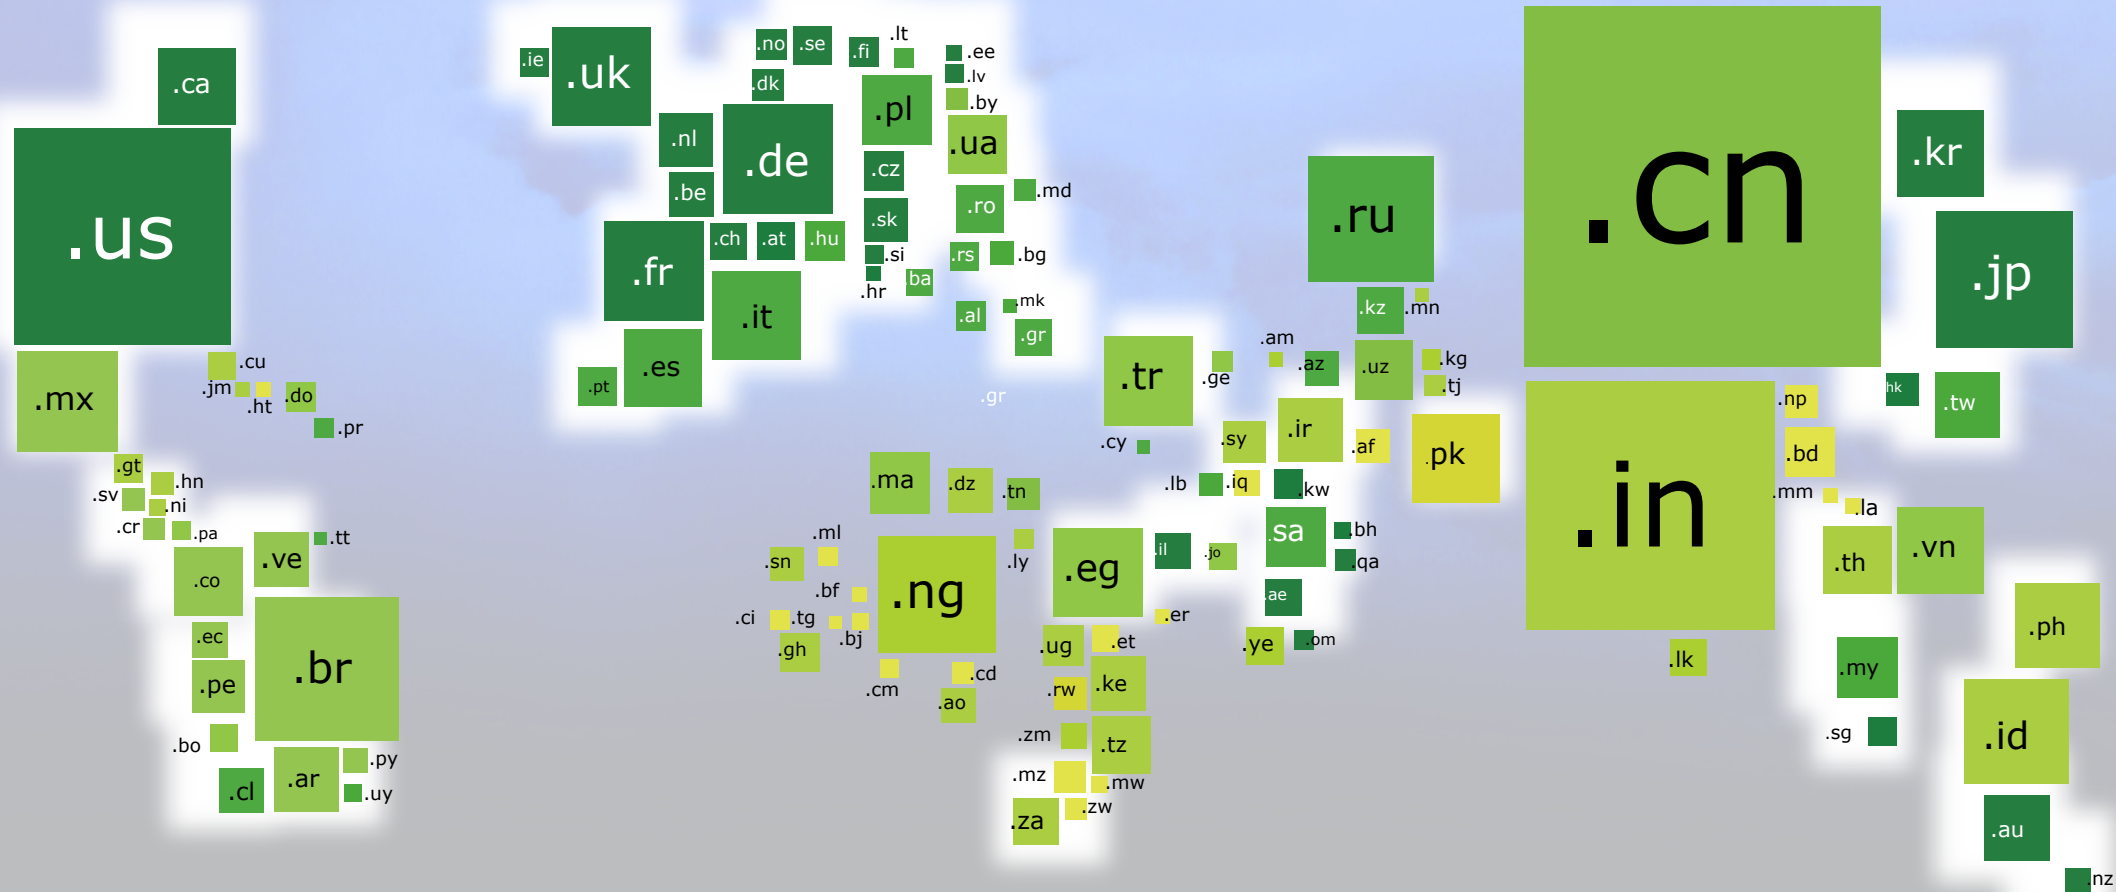 .ca
.us
.mx
.cu
.jm
.ht
.do
.pr
.gt
.hn
.sv
.ni
.cr
.pa
.tt
.co
.ve
.ec
.br
.pe
.bo
.ar
.py
.cl
.uy
.ie
.uk
.no
.se
.fi
.lt
.ee
.dk
.lv
.by
.nl
.de
.pl
.ua
.be
.cz
.ro
.md
.fr
.ch
.at
.hu
.sk
.si
.rs
.bg
.hr
.ba
.it
.al
.mk
.gr
.pt
.es
.gr
.ma
.dz
.tn
.ml
.sn
.ng
.ly
.bf
.ci
.tg
.bj
.gh
.cm
.cd
.ao
.eg
.il
.jo
.er
.ug
.et
.rw
.ke
.zm
.tz
.mz
.mw
.zw
.za
.tr
.ge
.am
.az
.cy
.sy
.ir
.af
.pk
.lb
.iq
.kw
.sa
.bh
.qa
.ae
.ye
.om
.ru
.kz
.mn
.uz
.kg
.tj
.cn
.kr
.jp
.in
.np
hk
.tw
.bd
.mm
.la
.th
.vn
.lk
.my
.ph
.sg
.id
.au
.nz